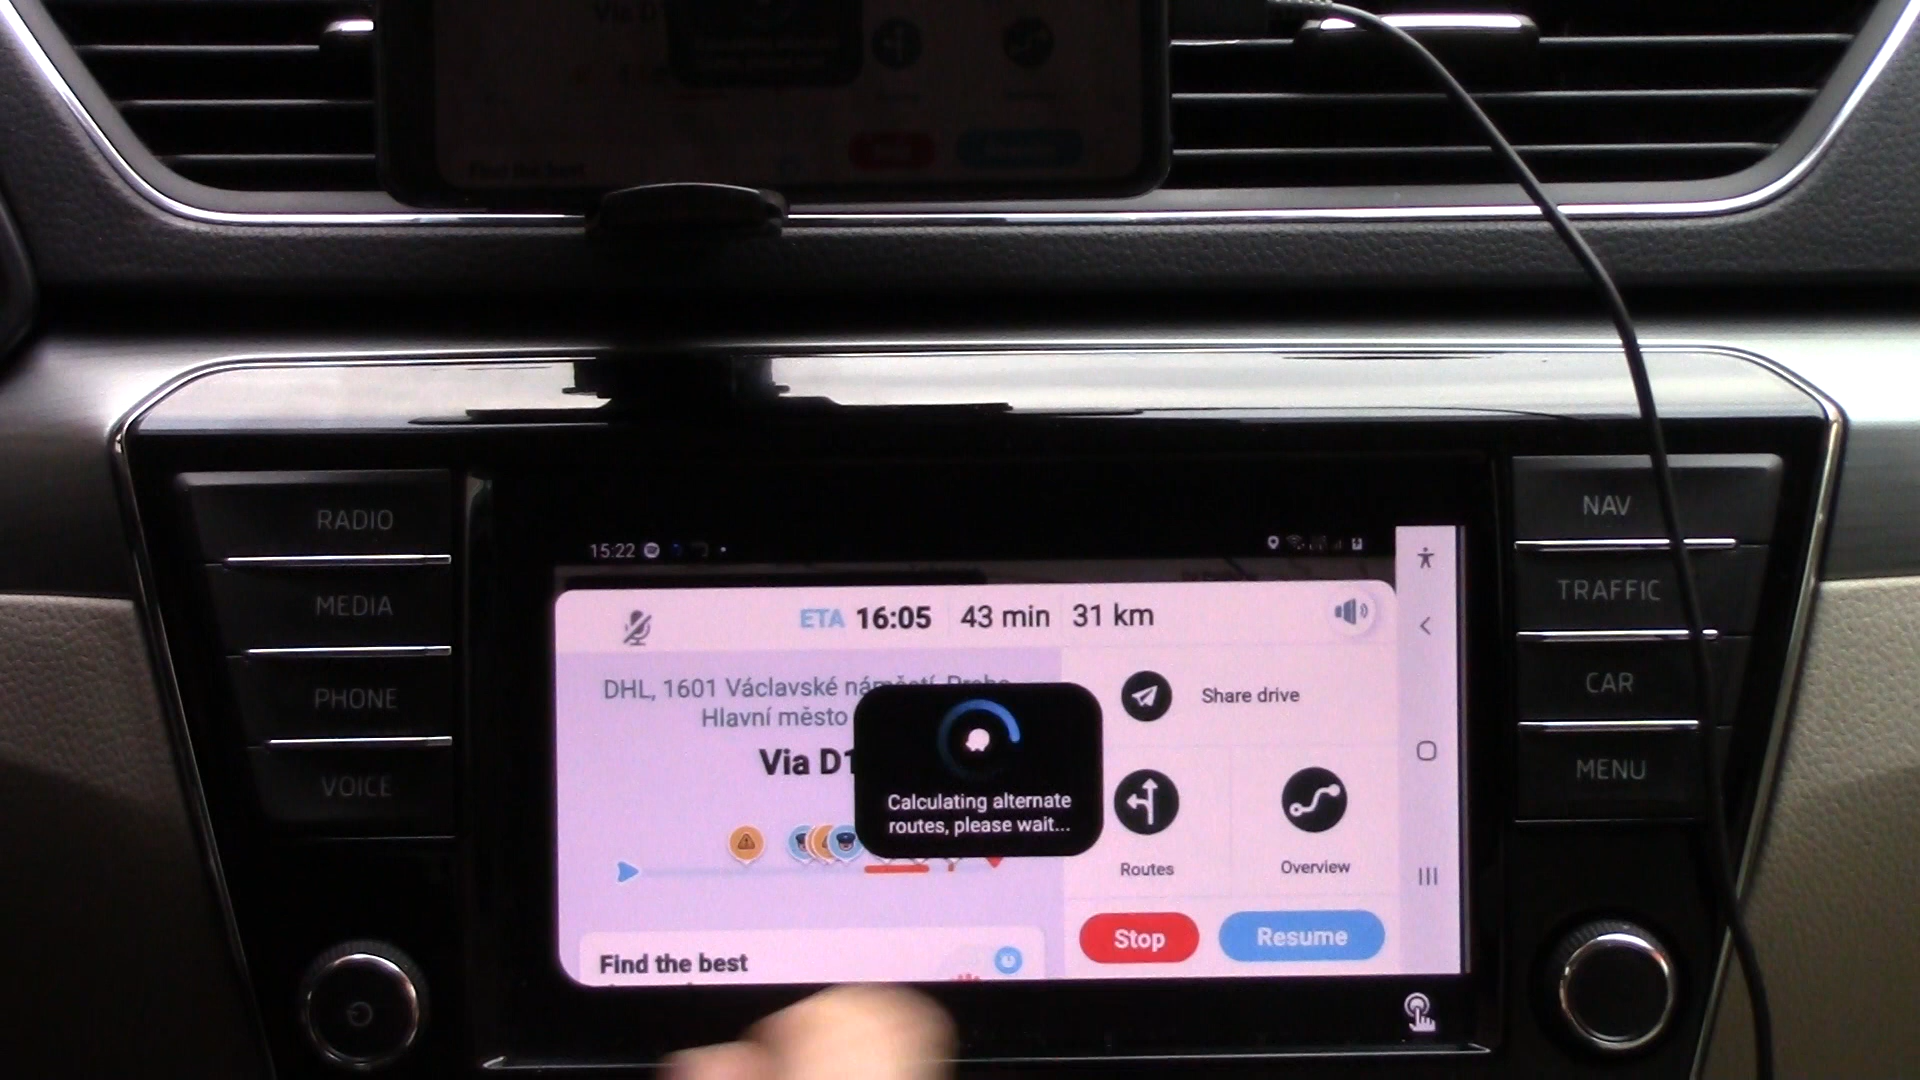 RADIO
MEDIA
PHONE
VOICE
15:22
ETA 16:05 43 min 31 km
DHL, 1601 Václavské náměstí, Praha
Hlavní město
Via D1
Calculating alternate
routes, please wait...
Share drive
Routes
Overview
Stop
Resume
Find the best
NAV
TRAFFIC
CAR
MENU